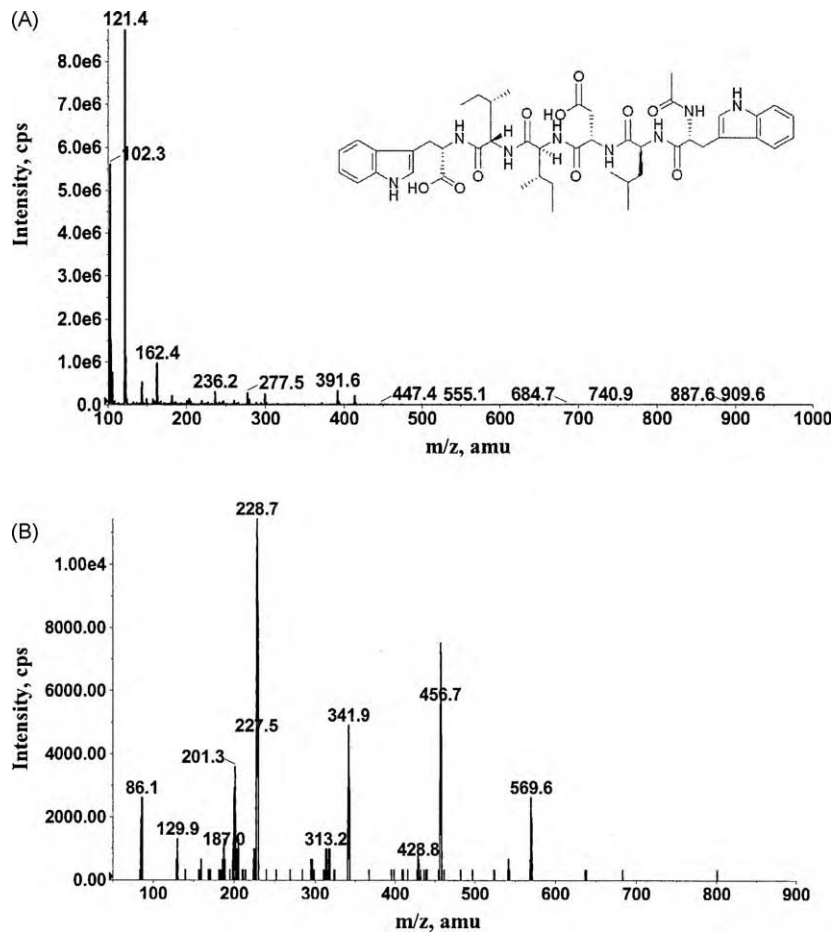 (A)
121.4
8.0e6
7.0e6
6.0e6
5.0e6
4.0e6
3.0e6
2.0e6
1.0e6
0.0
Intensity, cps
102.3
162.4
236.2
277.5
391.6
447.4
555.1
684.7
740.9
887.6
909.6
100
200
300
400
500
600
700
800
900
1000
m/z, amu
O
HO
O
NH
H
N
O
H
N
H
N
O
HO
O
H
N
H
O
H
N
H
O
N
H
O
H
N
O
N
H
(B)
228.7
1.00e4
8000.00
6000.00
4000.00
2000.00
0.00
Intensity, cps
86.1
129.9
187.0
201.3
227.5
313.2
341.9
428.8
456.7
569.6
100
200
300
400
500
600
700
800
900
m/z, amu